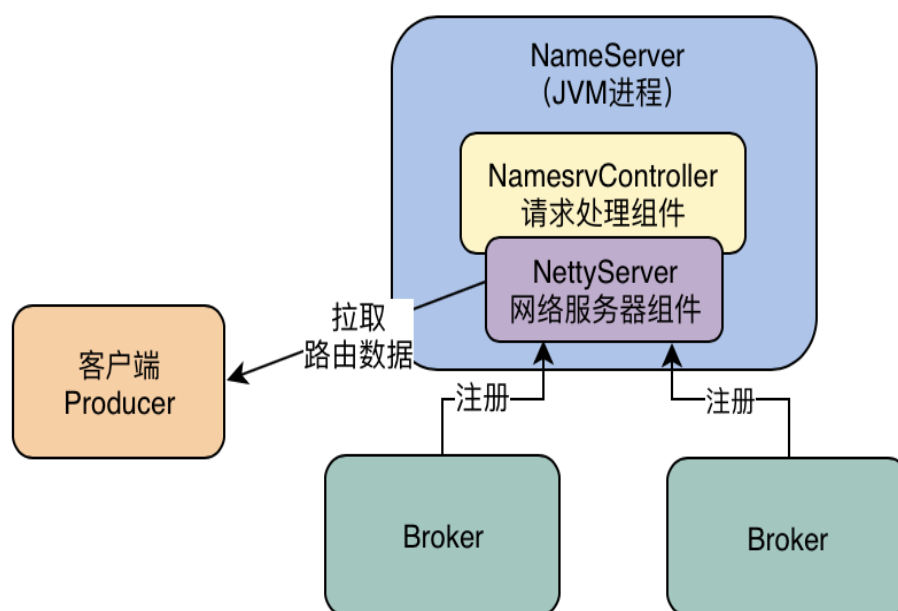 NameServer
（JVM进程）
NamesrvController
请求处理组件
NettyServer
网络服务器组件
拉取
路由数据
客户端
Producer
注册
注册
Broker
Broker